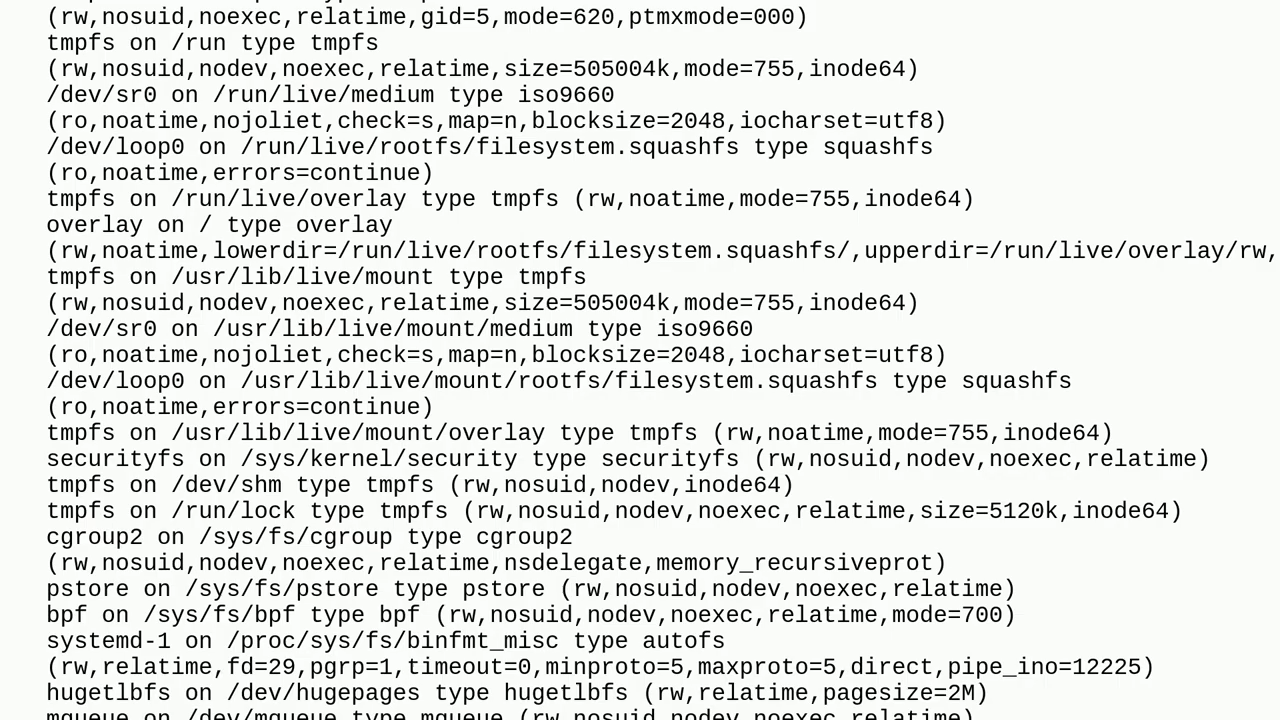 (rw,nosuid,noexec,relatime,gid=5,mode=620,ptmxmode=000)
tmpfs on /run type tmpfs
(rw,nosuid,nodev,noexec,relatime,size=505004k,mode=755,inode64)
/dev/sr0 on /run/live/medium type iso9660
(ro,noatime,nojoliet,check=s,map=n,blocksize=2048,iocharset=utf8)
/dev/loop0 on /run/live/rootfs/filesystem.squashfs type squashfs
(ro,noatime,errors=continue)
tmpfs on /run/live/overlay type tmpfs (rw,noatime,mode=755,inode64)
overlay on / type overlay
(rw,noatime,lowerdir=/run/live/rootfs/filesystem.squashfs/,upperdir=/run/live/overlay/rw,
tmpfs on /usr/lib/live/mount type tmpfs
(rw,nosuid,nodev,noexec,relatime,size=505004k,mode=755,inode64)
/dev/sr0 on /usr/lib/live/mount/medium type iso9660
(ro,noatime,nojoliet,check=s,map=n,blocksize=2048,iocharset=utf8)
/dev/loop0 on /usr/lib/live/mount/rootfs/filesystem.squashfs type squashfs
(ro,noatime,errors=continue)
tmpfs on /usr/lib/live/mount/overlay type tmpfs (rw,noatime,mode=755,inode64)
securityfs on /sys/kernel/security type securityfs (rw,nosuid,nodev,noexec,relatime)
tmpfs on /dev/shm type tmpfs (rw,nosuid,nodev,inode64)
tmpfs on /run/lock type tmpfs (rw,nosuid,nodev,noexec,relatime,size=5120k,inode64)
cgroup2 on /sys/fs/cgroup type cgroup2
(rw,nosuid,nodev,noexec,relatime,nsdelegate,memory_recursiveprot)
pstore on /sys/fs/pstore type pstore (rw,nosuid,nodev,noexec,relatime)
bpf on /sys/fs/bpf type bpf (rw,nosuid,nodev,noexec,relatime,mode=700)
systemd-1 on /proc/sys/fs/binfmt_misc type autofs
(rw,relatime,fd=29,pgrp=1,timeout=0,minproto=5,maxproto=5,direct,pipe_ino=12225)
hugetlbfs on /dev/hugepages type hugetlbfs (rw,relatime,pagesize=2M)
mqueue on /dev/mqueue type mqueue (rw,nosuid,nodev,noexec,relatime)